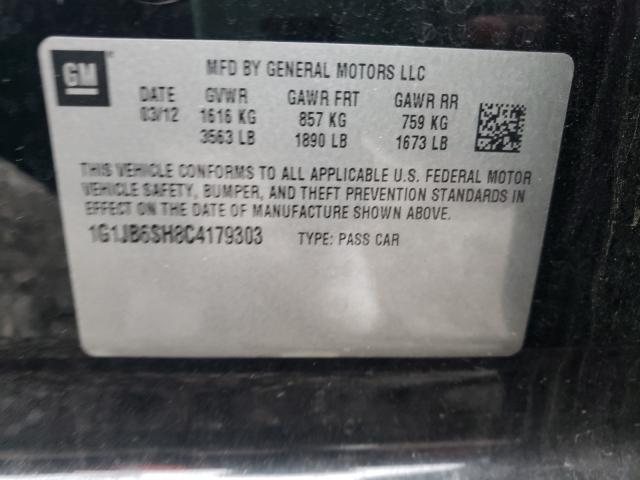 GM
MFD BY GENERAL MOTORS LLC
DATE GVWR GAWR FRT GAWR RR
03/12 1616 KG 857 KG 759 KG
3563 LB 1890 LB 1673 LB
THIS VEHICLE CONFORMS TO ALL APPLICABLE U.S. FEDERAL MOTOR
VEHICLE SAFETY, BUMPER, AND THEFT PREVENTION STANDARDS IN
EFFECT ON THE DATE OF MANUFACTURE SHOWN ABOVE.
1G1JB6SH8C4179303 TYPE: PASS CAR